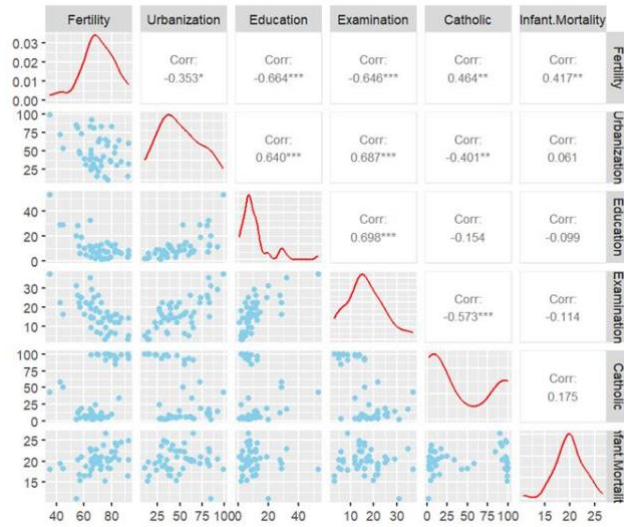 Fertility Urbanization Education Examination Catholic Infant.Mortality
0.03
0.02
0.01
0.00
Corr: Corr: Corr: Corr: Corr:
-0.353* -0.664*** -0.646*** 0.464** 0.417**
Fertility
100
75
50
25
Corr: Corr: Corr: Corr:
0.640*** 0.687*** -0.401** 0.061
Urbanization
40
20
0
Corr: Corr: Corr:
0.698*** -0.154 -0.099
Education
30
20
10
Corr: Corr:
-0.573*** -0.114
Examination
100
75
50
25
0
Corr:
0.175
Catholic
25
20
15
nfant.Mortalit
40 60 80 25 50 75 100 0 20 40 10 20 30 0 25 50 75 100 15 20 25